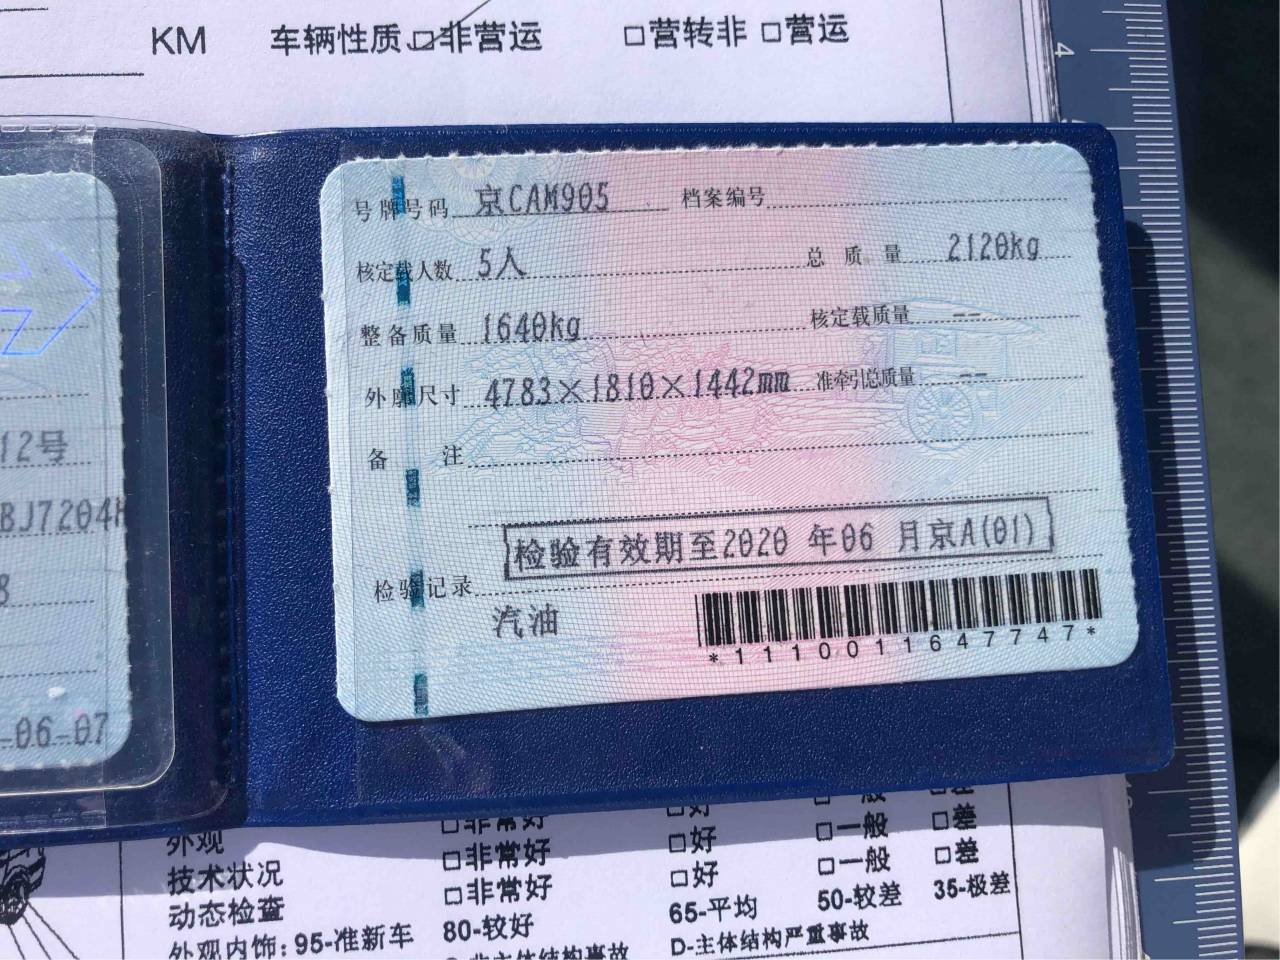 KM 车辆性质 □非营运 □营转非 □营运
4
号牌号码 京CAM905 档案编号
核定载人数 5人 总质量 2120kg
整备质量 1640kg 核定载质量 --
外廓尺寸 4783×1810×1442mm 准牵引总质量 --
备注
检验有效期至2020 年06 月京A(01)
检验记录
汽油
*1110011647747*
12号
BJ7204H
8
-06-07
□非常好 □好 □一般 □差
外观 □非常好 □好 □一般 □差
技术状况 □非常好 □好 □一般 □差
动态检查
外观内饰: 95-准新车 80-较好 65-平均 50-较差 35-极差
D-主体结构严重事故